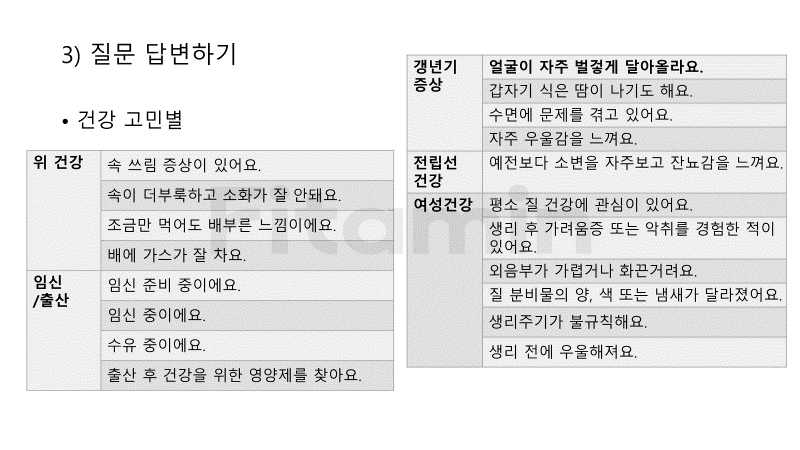 3) 질문 답변하기
• 건강 고민별
위 건강
속 쓰림 증상이 있어요.
속이 더부룩하고 소화가 잘 안돼요.
조금만 먹어도 배부른 느낌이에요.
배에 가스가 잘 차요.
임신
/출산
임신 준비 중이에요.
임신 중이에요.
수유 중이에요.
출산 후 건강을 위한 영양제를 찾아요.
갱년기
증상
얼굴이 자주 벌겋게 달아올라요.
갑자기 식은 땀이 나기도 해요.
수면에 문제를 겪고 있어요.
자주 우울감을 느껴요.
전립선
건강
예전보다 소변을 자주보고 잔뇨감을 느껴요.
여성건강
평소 질 건강에 관심이 있어요.
생리 후 가려움증 또는 악취를 경험한 적이
있어요.
외음부가 가렵거나 화끈거려요.
질 분비물의 양, 색 또는 냄새가 달라졌어요.
생리주기가 불규칙해요.
생리 전에 우울해져요.
Fitamin